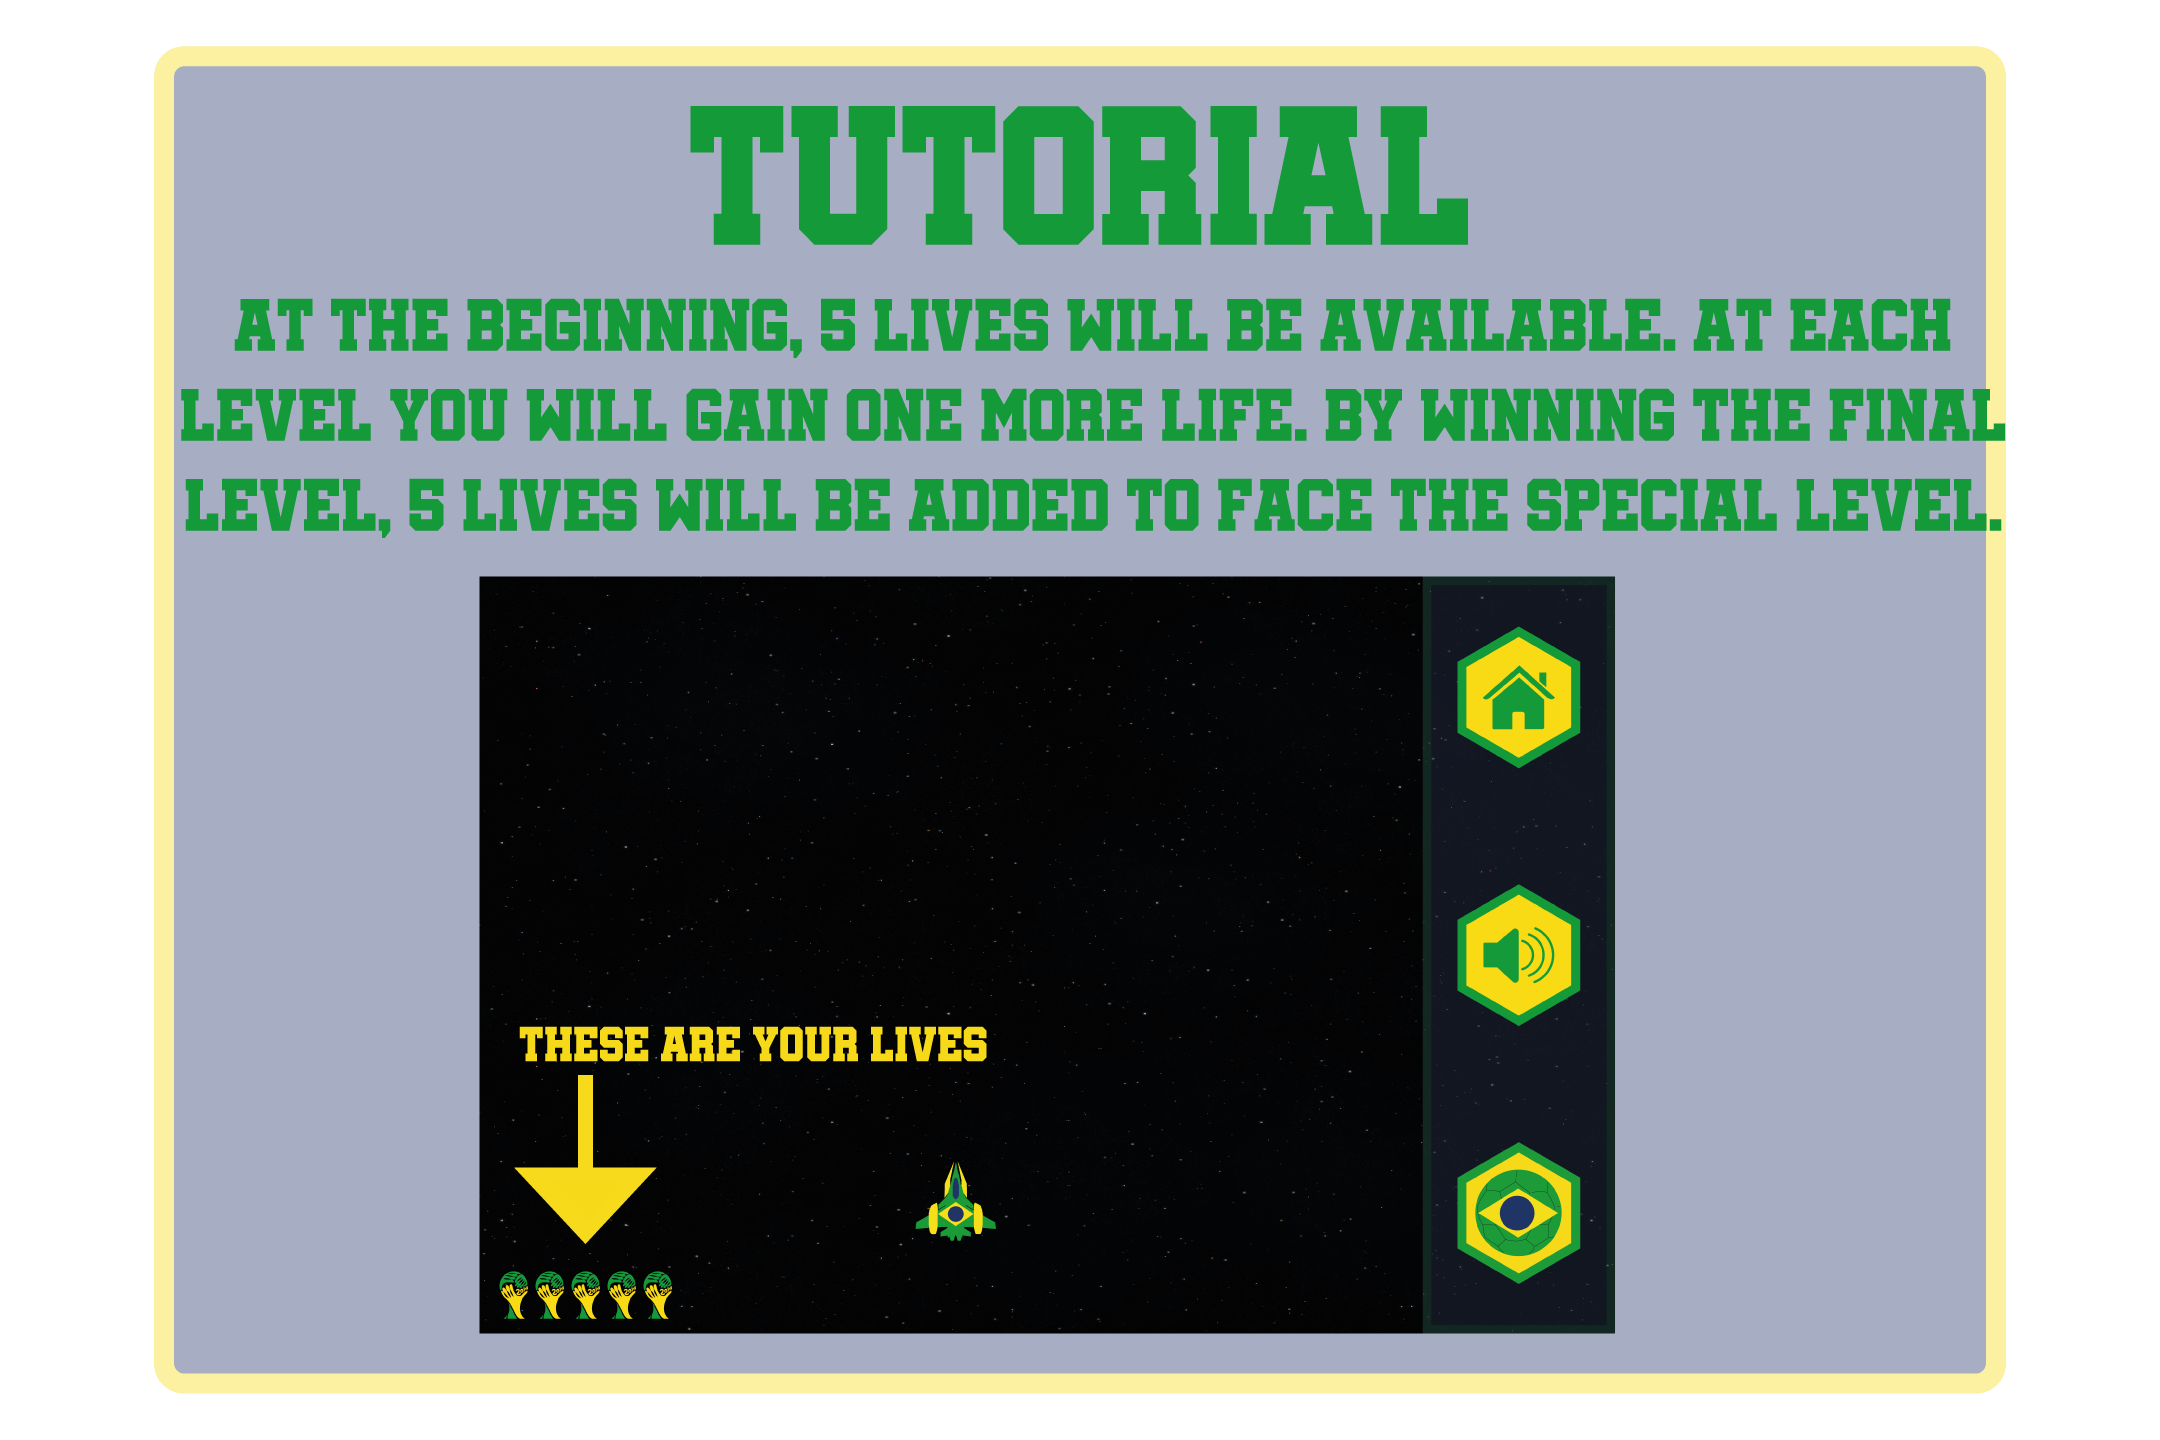 TUTORIAL
AT THE BEGINNING, 5 LIVES WILL BE AVAILABLE. AT EACH
LEVEL YOU WILL GAIN ONE MORE LIFE. BY WINNING THE FINAL
LEVEL, 5 LIVES WILL BE ADDED TO FACE THE SPECIAL LEVEL.
THESE ARE YOUR LIVES